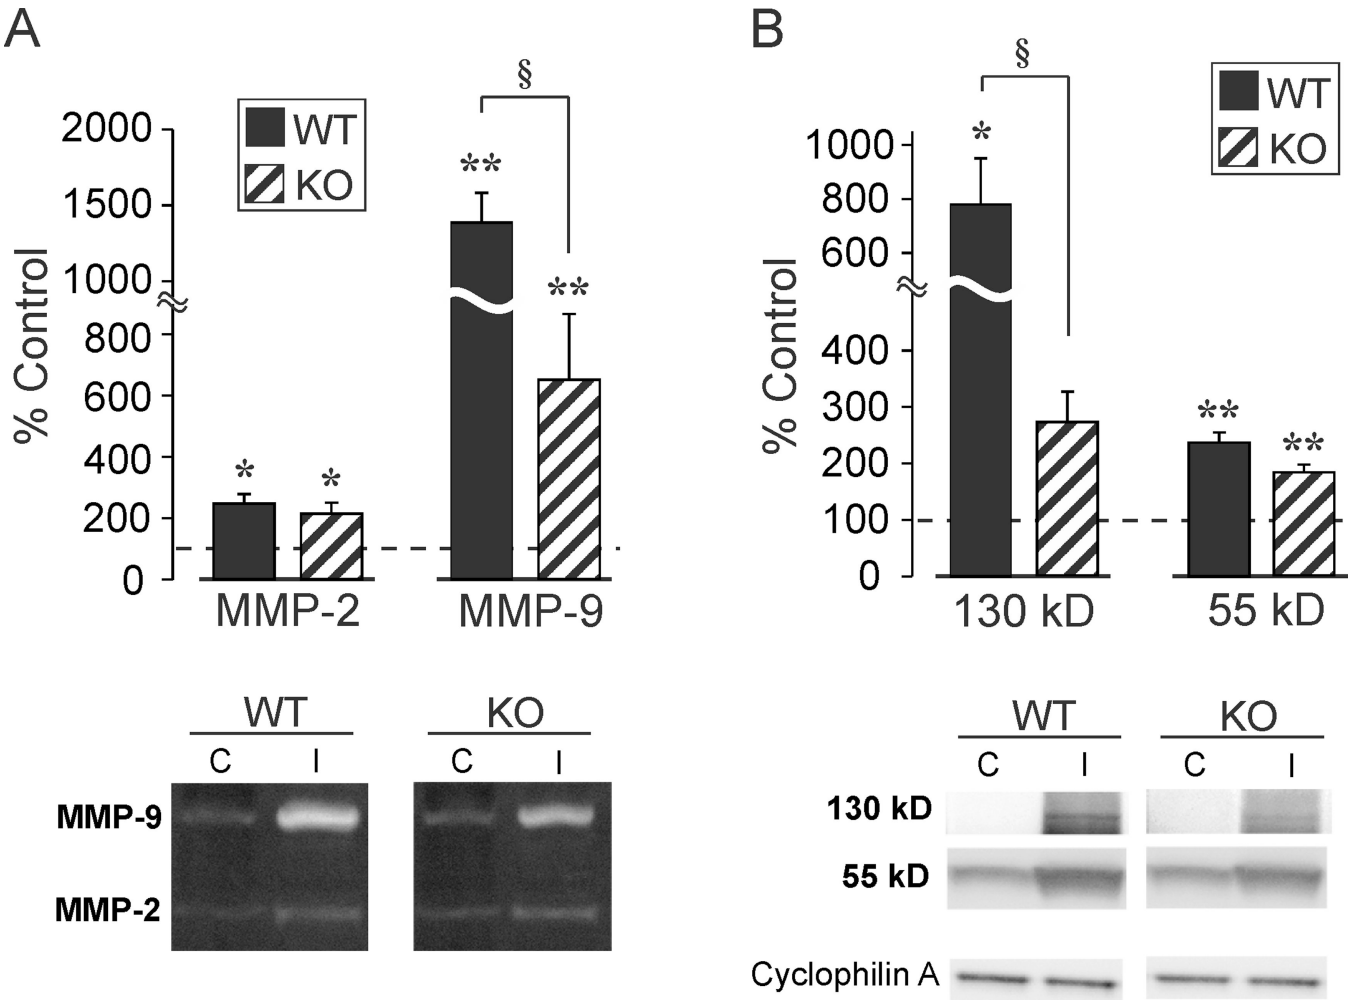 A
% Control
2000
1500
1000
800
600
400
200
0
WT
KO
§
**
**
*
*
MMP-2
MMP-9
WT
KO
C
I
C
I
MMP-9
MMP-2
B
% Control
1000
800
600
400
300
200
100
0
WT
KO
§
*
**
**
130 kD
55 kD
WT
KO
C
I
C
I
130 kD
55 kD
Cyclophilin A